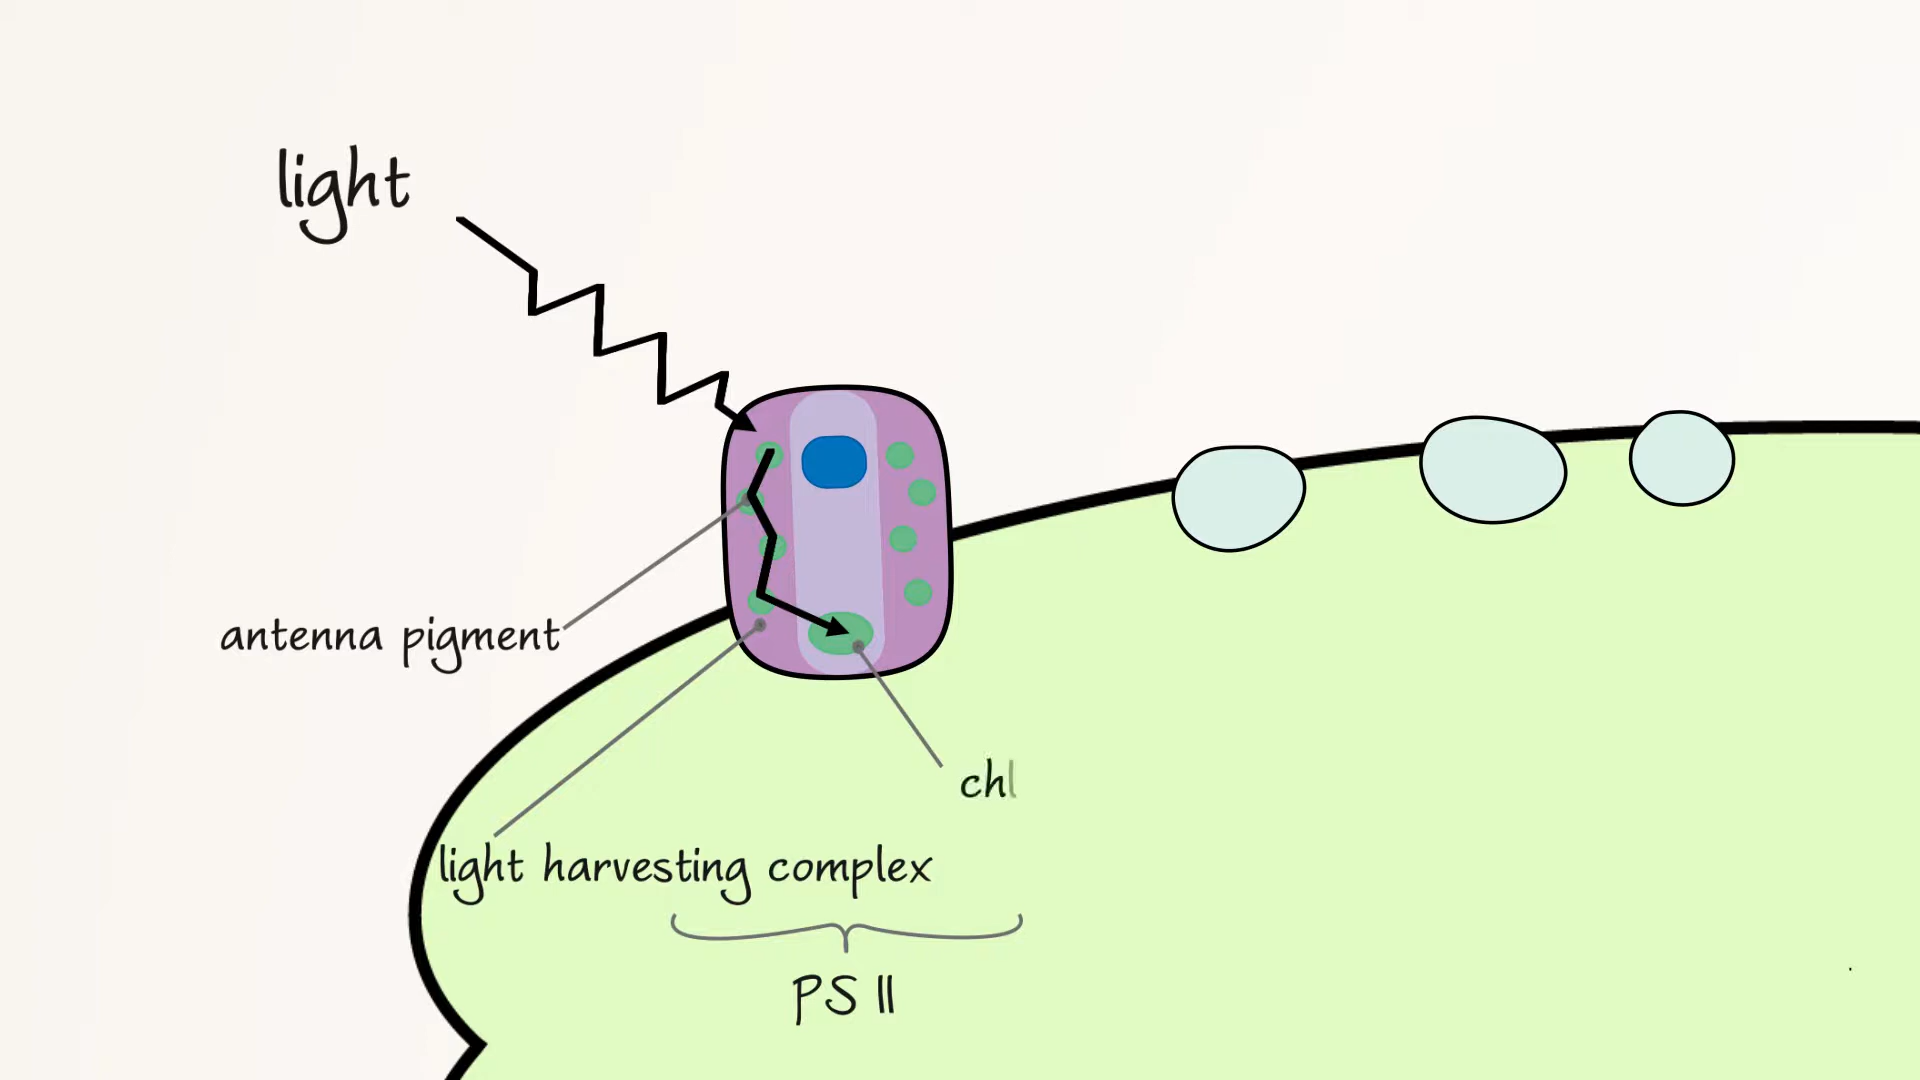 light
antenna pigment
chl
light harvesting complex
PS II